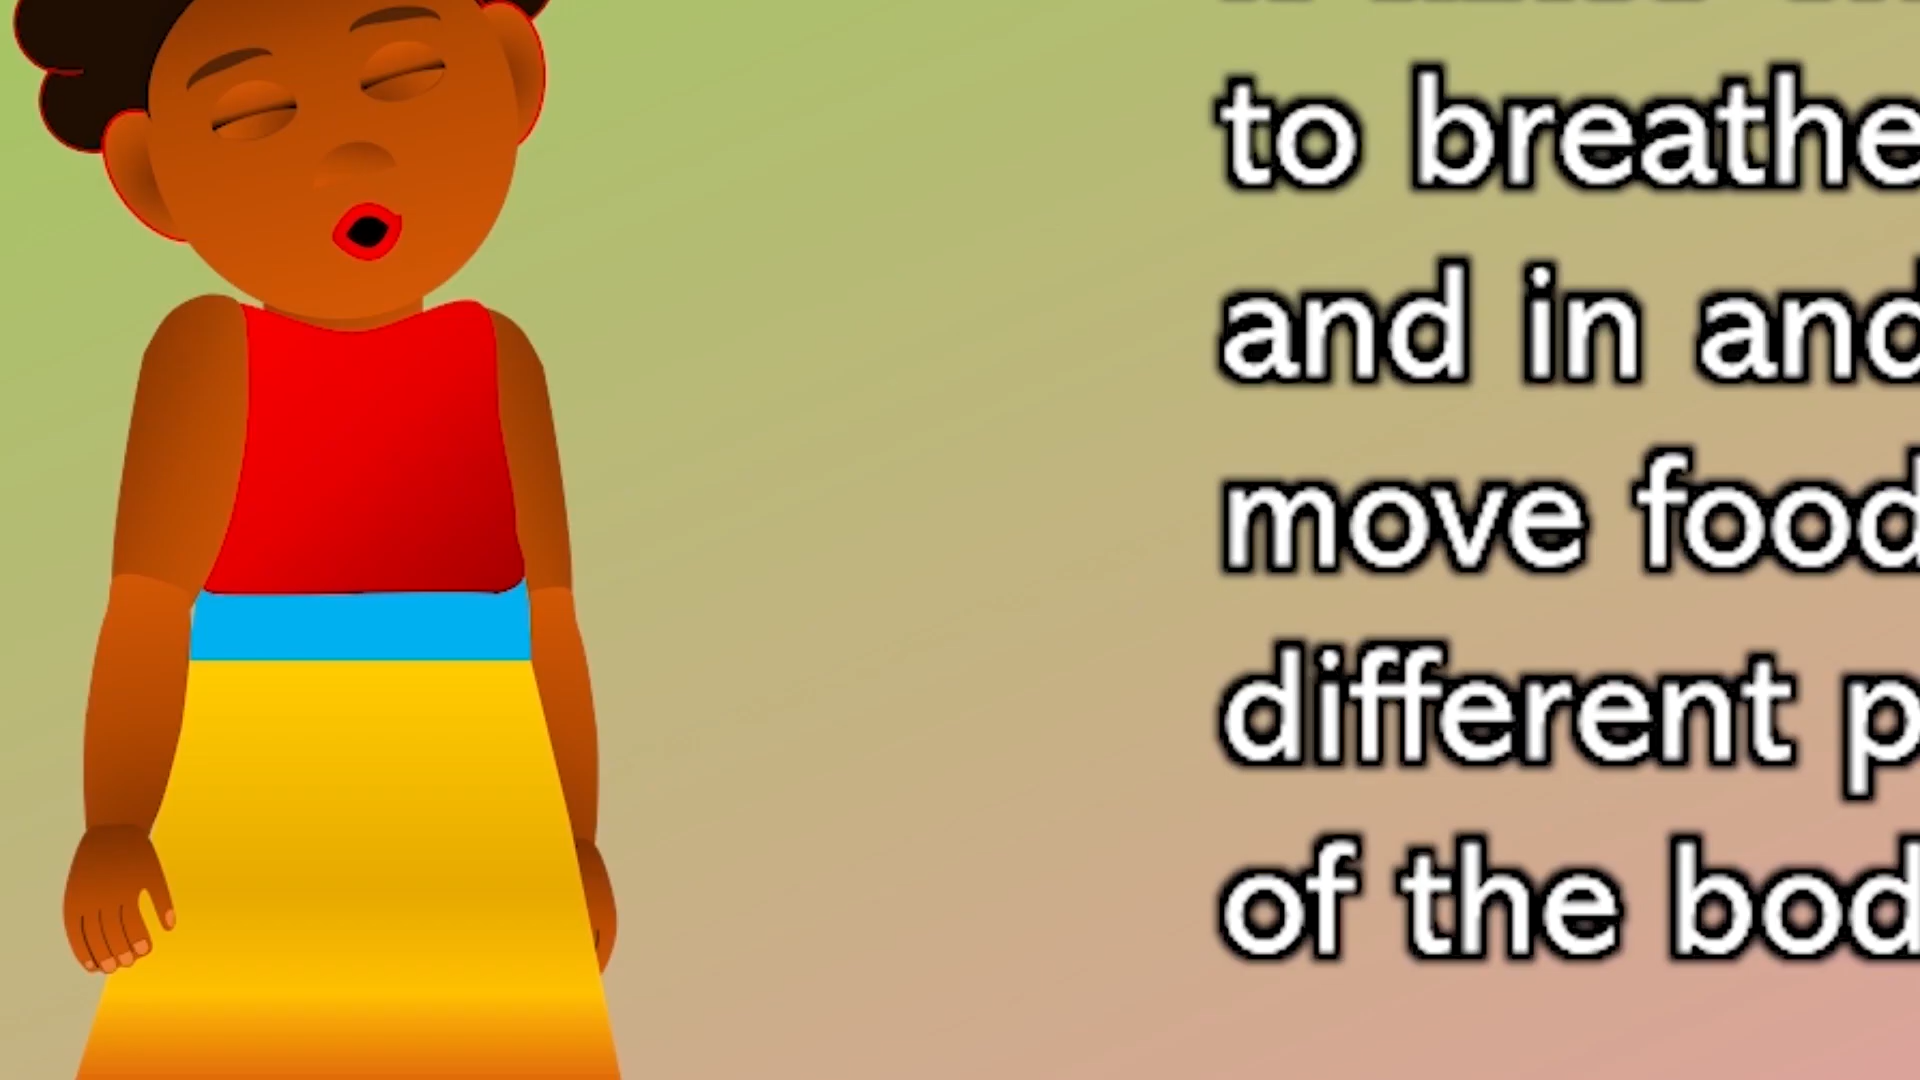 to breathe
and in and
move food
different p
of the bod